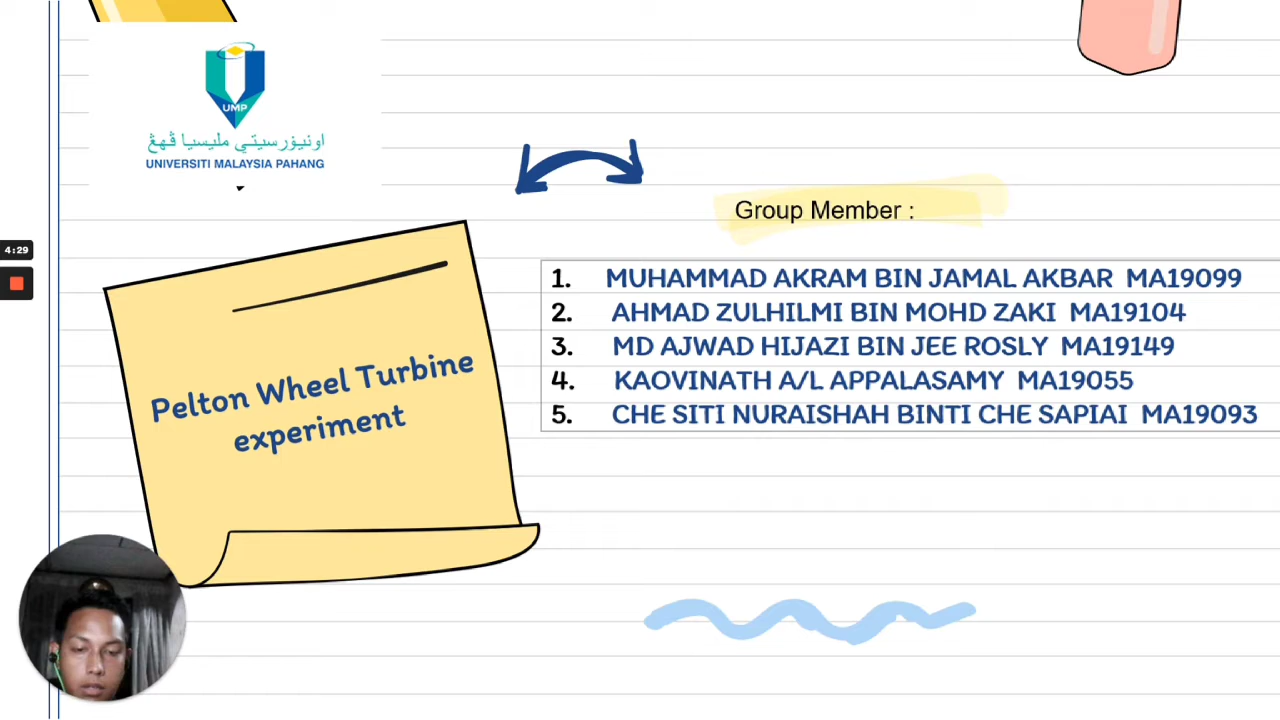 UMP
اونيۏرسيتي مليسيا ڤهڠ
UNIVERSITI MALAYSIA PAHANG
Group Member :
4:29
1. MUHAMMAD AKRAM BIN JAMAL AKBAR MA19099
2. AHMAD ZULHILMI BIN MOHD ZAKI MA19104
3. MD AJWAD HIJAZI BIN JEE ROSLY MA19149
4. KAOVINATH A/L APPALASAMY MA19055
5. CHE SITI NURAISHAH BINTI CHE SAPIAI MA19093
Pelton Wheel Turbine
experiment